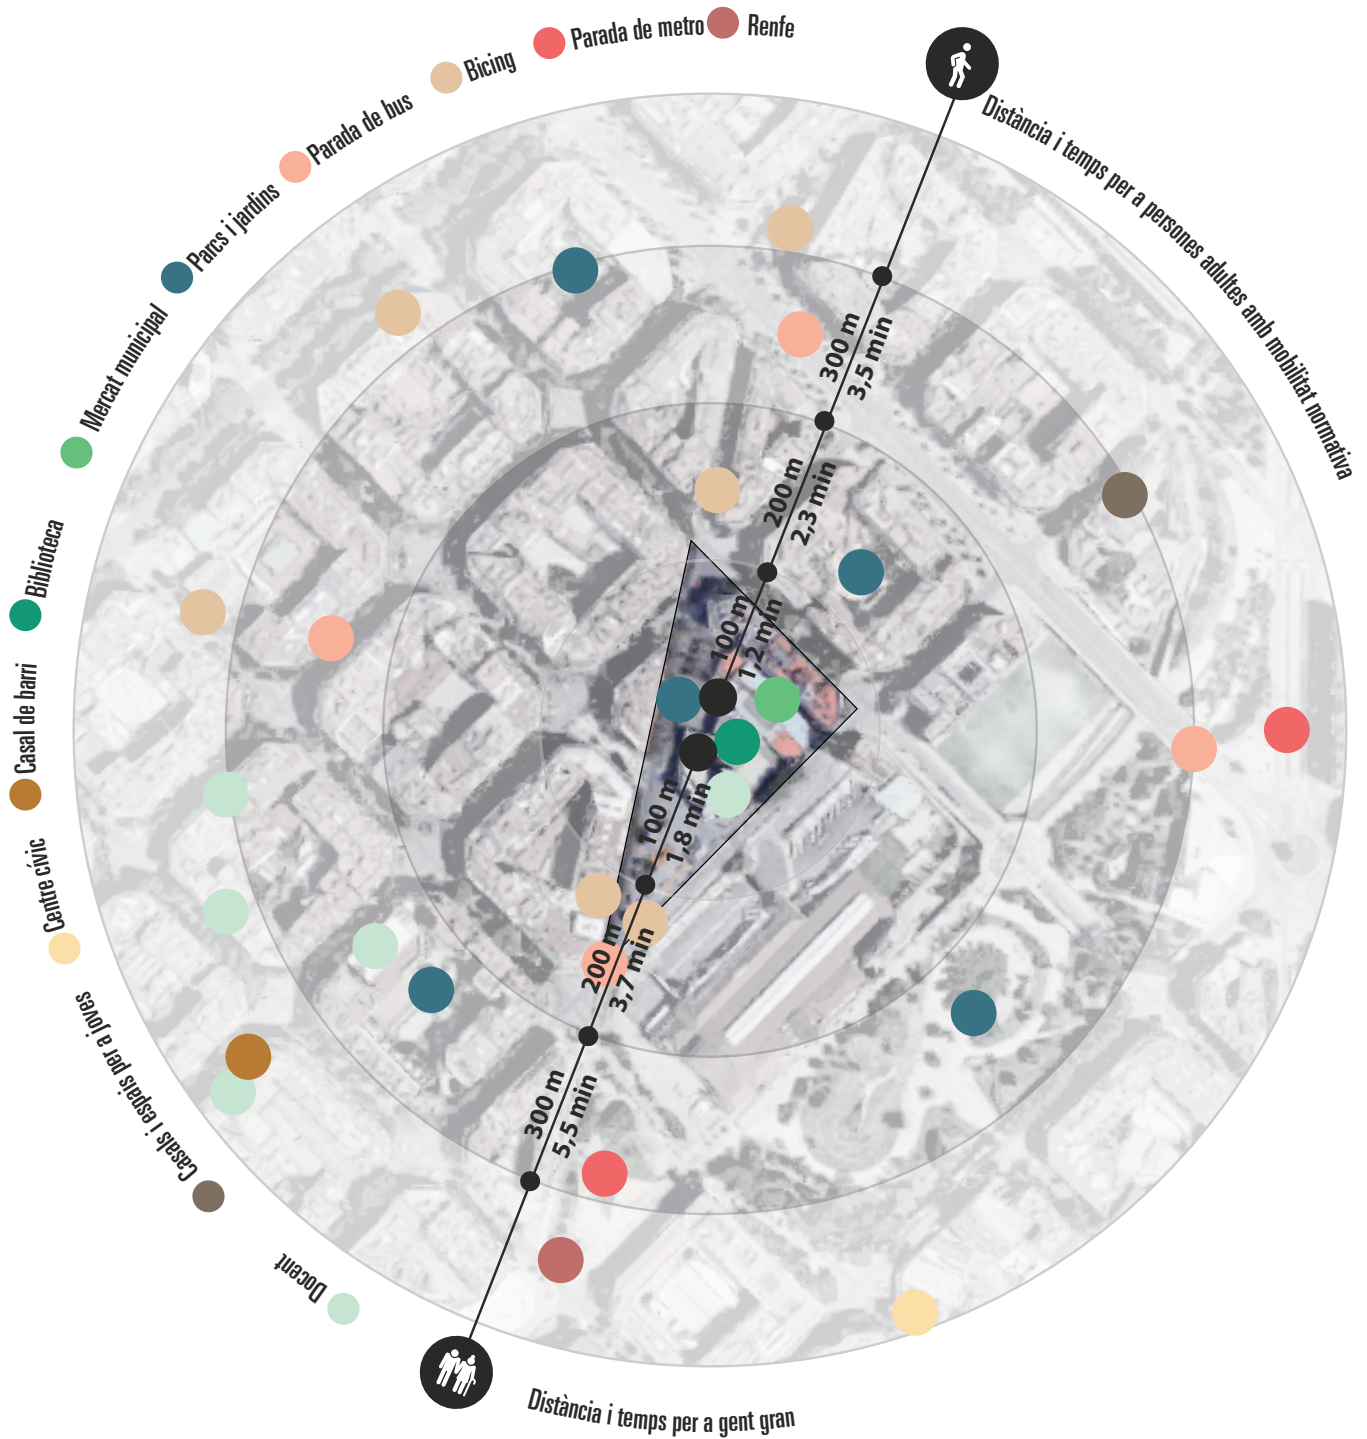 Renfe
Parada de metro
Bicing
Parada de bus
Parcs i jardins
Mercat municipal
Biblioteca
Casal de barri
Centre cívic
Casals i espais per a joves
Docent
Distància i temps per a persones adultes amb mobilitat normativa
300 m
3,5 min
200 m
2,3 min
100 m
1,2 min
100 m
1,8 min
200 m
3,7 min
300 m
5,5 min
Distància i temps per a gent gran